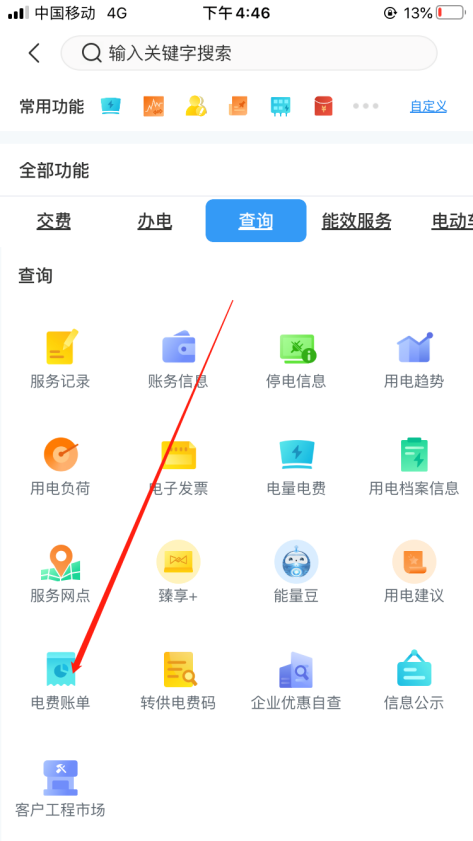 中国移动 4G 下午4:46 13%
输入关键字搜索
常用功能 自定义
全部功能
交费 办电 查询 能效服务 电动
查询
服务记录 账务信息 停电信息 用电趋势
用电负荷 电子发票 电量电费 用电档案信息
服务网点 臻享+ 能量豆 用电建议
电费账单 转供电费码 企业优惠自查 信息公示
客户工程市场